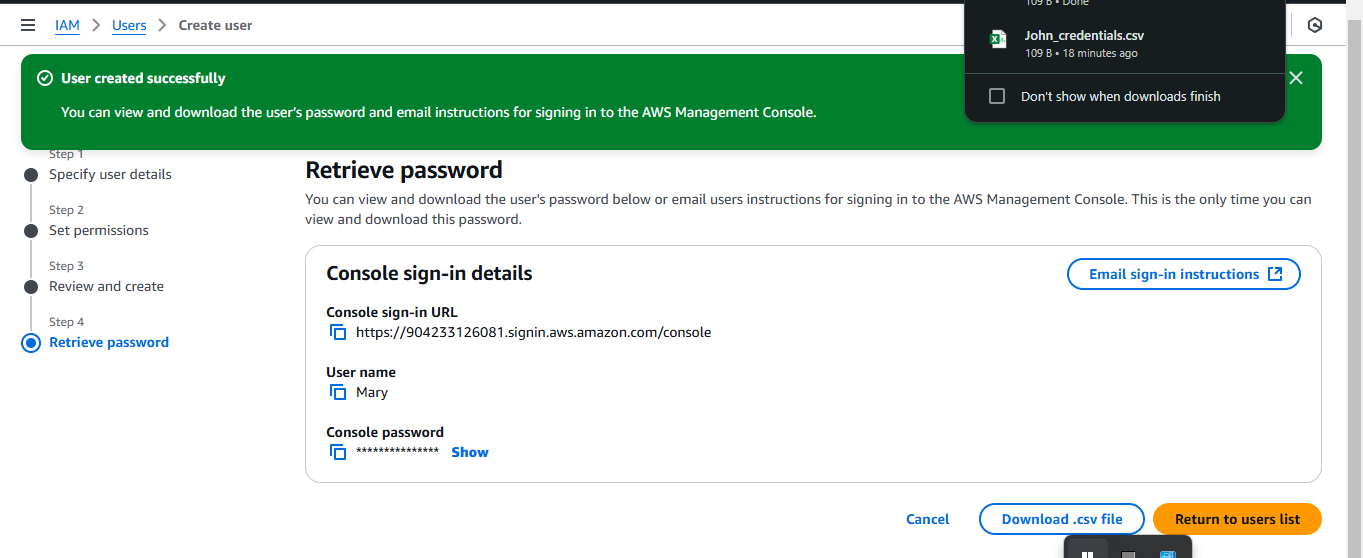 IAM > Users > Create user
109 B • Done
John_credentials.csv
109 B • 18 minutes ago
Don't show when downloads finish
User created successfully
You can view and download the user's password and email instructions for signing in to the AWS Management Console.
Step 1
Specify user details
Step 2
Set permissions
Step 3
Review and create
Step 4
Retrieve password
Retrieve password
You can view and download the user's password below or email users instructions for signing in to the AWS Management Console. This is the only time you can
view and download this password.
Console sign-in details
Email sign-in instructions
Console sign-in URL
https://904233126081.signin.aws.amazon.com/console
User name
Mary
Console password
*************** Show
Cancel
Download .csv file
Return to users list